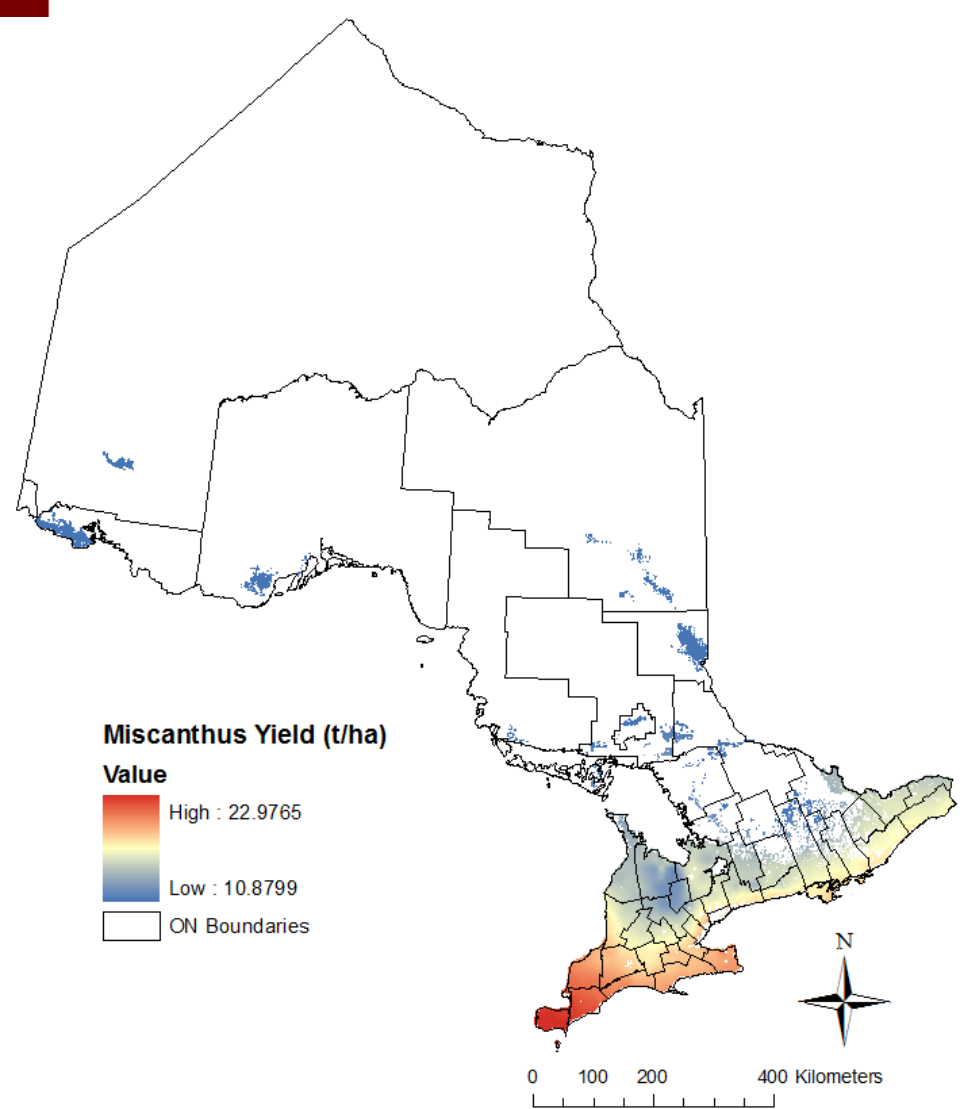 Miscanthus Yield (t/ha)
Value
High : 22.9765
Low : 10.8799
ON Boundaries
N
0 100 200 400 Kilometers